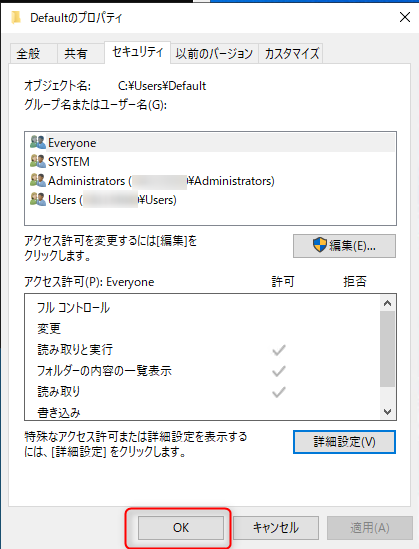 Defaultのプロパティ
全般 共有 セキュリティ 以前のバージョン カスタマイズ
オブジェクト名: C:¥Users¥Default
グループ名またはユーザー名(G):
Everyone
SYSTEM
Administrators ( ¥Administrators)
Users ( ¥Users)
アクセス許可を変更するには[編集]を
クリックします。
編集(E)...
アクセス許可(P): Everyone 許可 拒否
フル コントロール
変更
読み取りと実行
フォルダーの内容の一覧表示
読み取り
書き込み
特殊なアクセス許可または詳細設定を表示する
には、[詳細設定] をクリックします。
詳細設定(V)
OK キャンセル 適用(A)